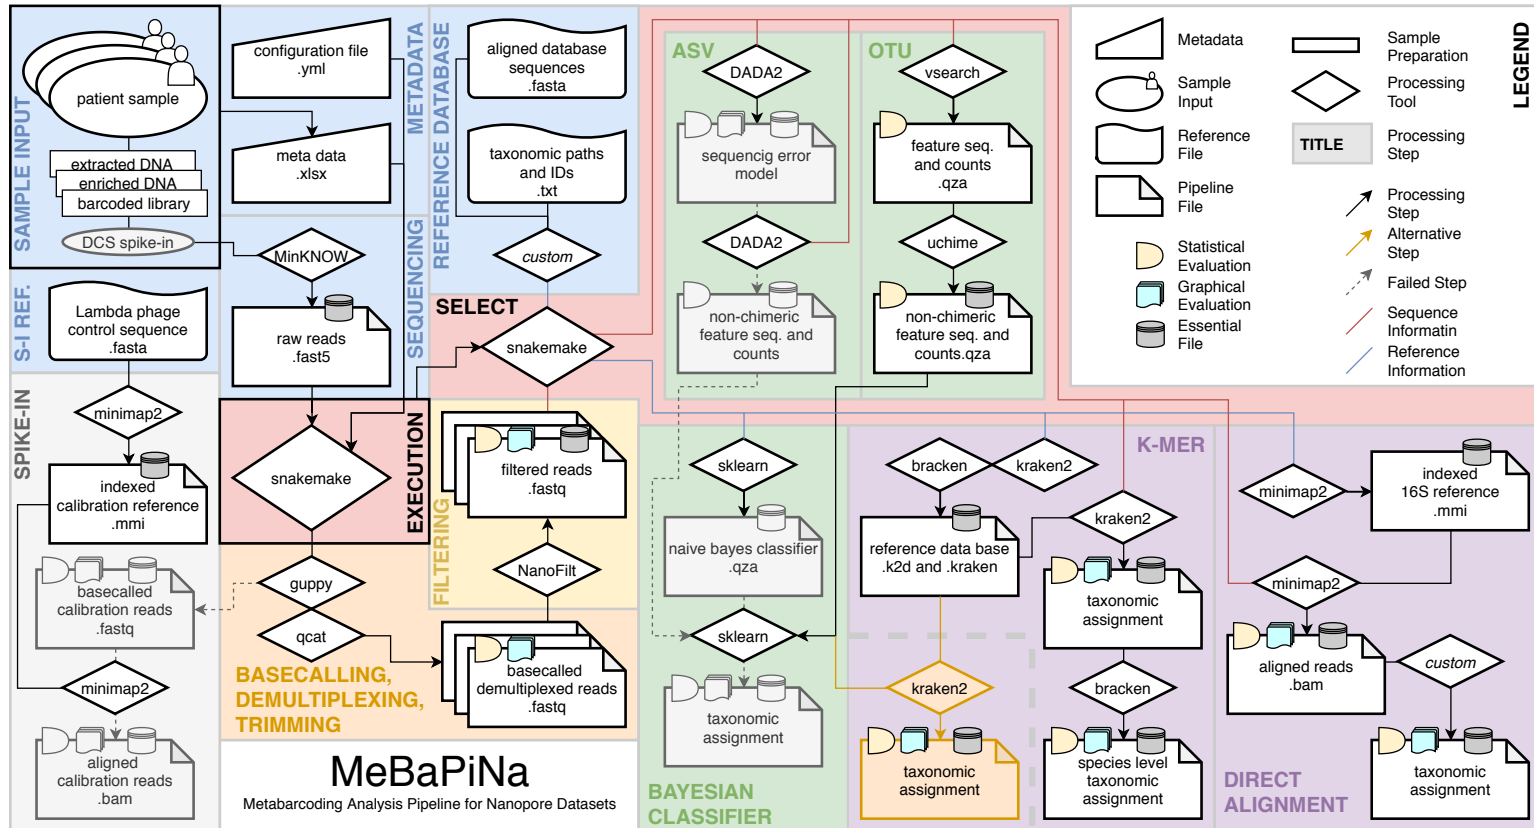 SAMPLE INPUT
patient sample
extracted DNA
enriched DNA
barcoded library
DCS spike-in
METADATA
configuration file
.yml
meta data
.xlsx
REFERENCE DATABASE
aligned database
sequences
.fasta
taxonomic paths
and IDs
.txt
custom
S-I REF.
Lambda phage
control sequence
.fasta
SEQUENCING
MinKNOW
raw reads
.fast5
SELECT
snakemake
SPIKE-IN
minimap2
indexed
calibration reference
.mmi
basecalled
calibration reads
.fastq
minimap2
aligned
calibration reads
.bam
EXECUTION
snakemake
guppy
qcat
BASECALLING,
DEMULTIPLEXING,
TRIMMING
basecalled
demultiplexed reads
.fastq
FILTERING
filtered reads
.fastq
NanoFilt
MeBaPiNa
Metabarcoding Analysis Pipeline for Nanopore Datasets
ASV
DADA2
sequencig error
model
DADA2
non-chimeric
feature seq. and
counts
OTU
vsearch
feature seq.
and counts
.qza
uchime
non-chimeric
feature seq. and
counts.qza
sklearn
naive bayes classifier
.qza
sklearn
taxonomic
assignment
BAYESIAN
CLASSIFIER
K-MER
bracken
kraken2
reference data base
.k2d and .kraken
kraken2
taxonomic
assignment
kraken2
taxonomic
assignment
bracken
species level
taxonomic
assignment
minimap2
indexed
16S reference
.mmi
minimap2
aligned reads
.bam
custom
taxonomic
assignment
DIRECT
ALIGNMENT
LEGEND
Metadata
Sample
Input
Reference
File
Pipeline
File
Statistical
Evaluation
Graphical
Evaluation
Essential
File
Sample
Preparation
Processing
Tool
TITLE
Processing
Step
Processing
Step
Alternative
Step
Failed Step
Sequence
Informatin
Reference
Information